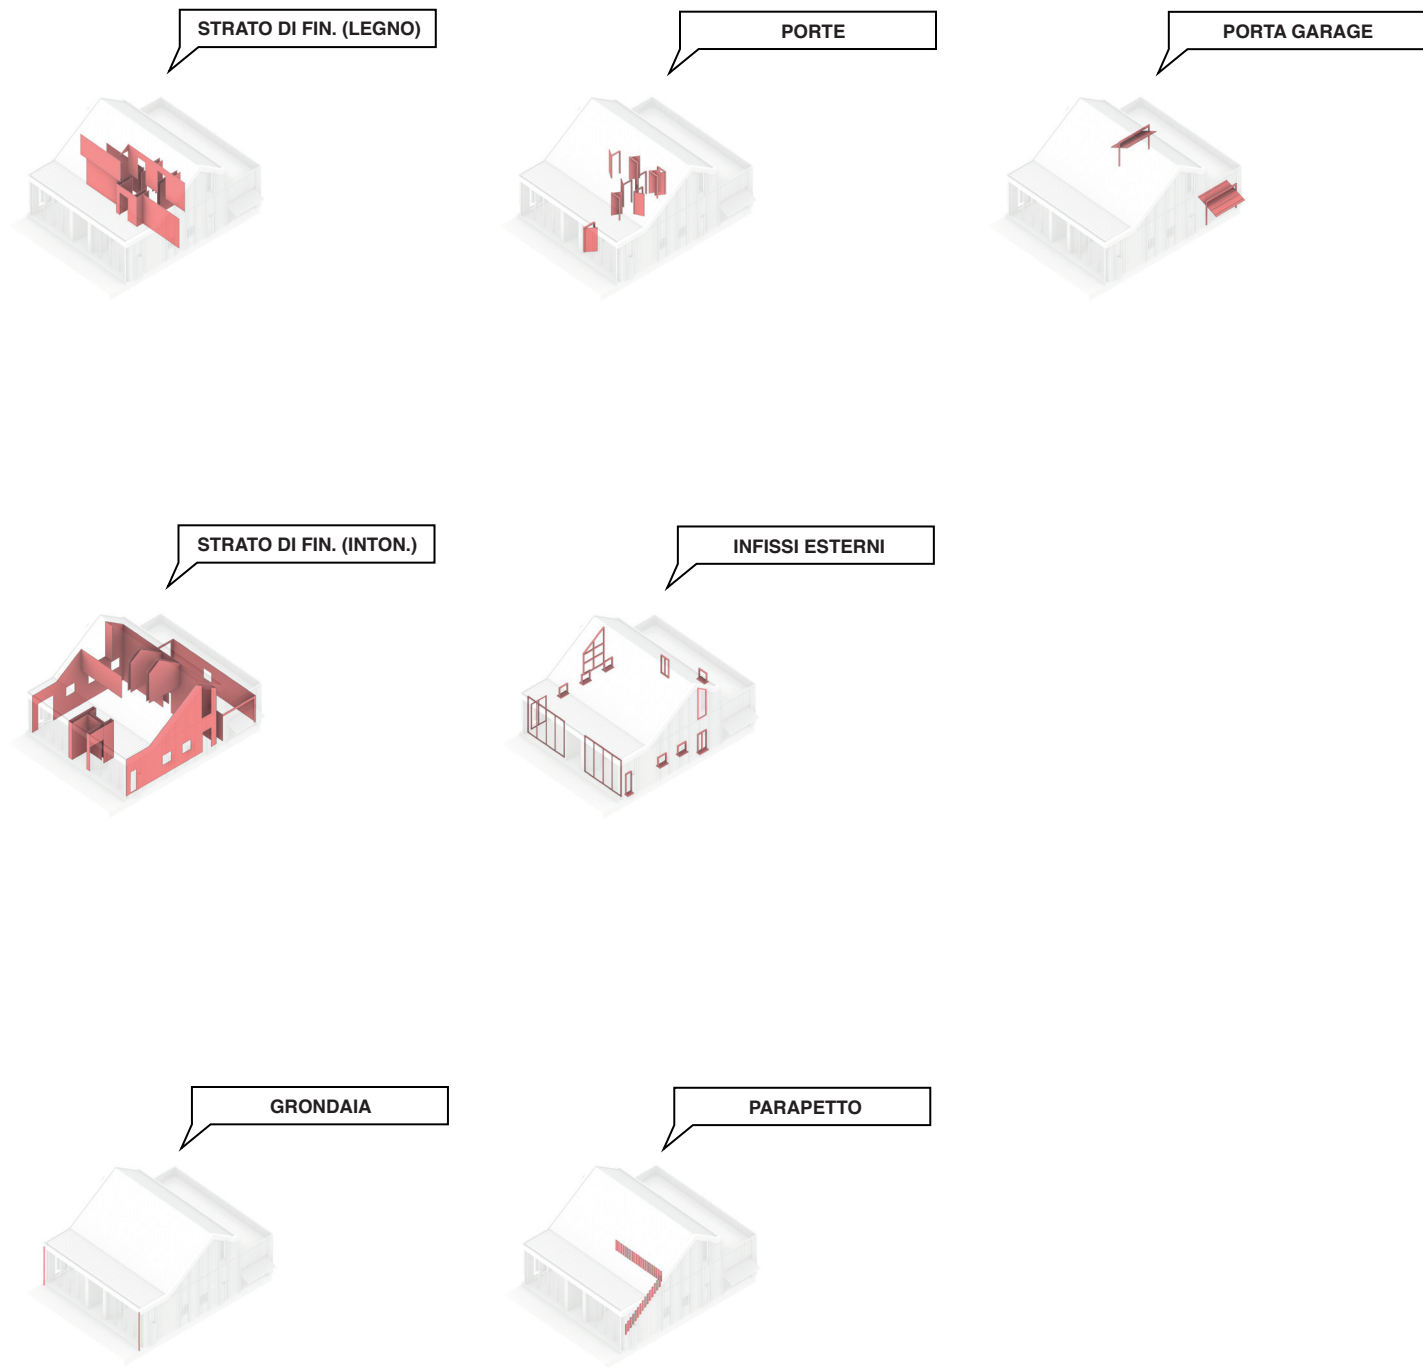 STRATO DI FIN. (LEGNO)
PORTE
PORTA GARAGE
STRATO DI FIN. (INTON.)
INFISSI ESTERNI
GRONDAIA
PARAPETTO